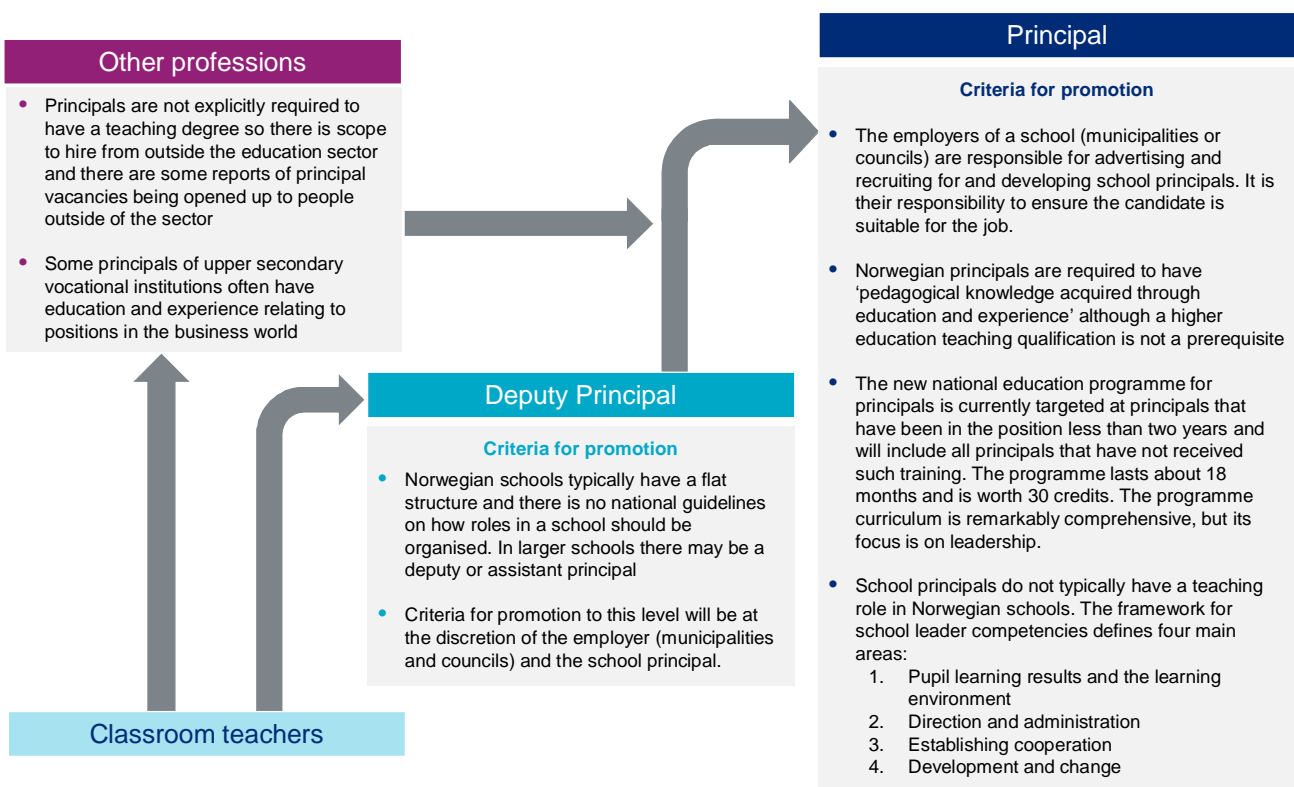 Other professions
• Principals are not explicitly required to
have a teaching degree so there is scope
to hire from outside the education sector
and there are some reports of principal
vacancies being opened up to people
outside of the sector
• Some principals of upper secondary
vocational institutions often have
education and experience relating to
positions in the business world
Classroom teachers
Deputy Principal
Criteria for promotion
• Norwegian schools typically have a flat
structure and there is no national guidelines
on how roles in a school should be
organised. In larger schools there may be a
deputy or assistant principal
• Criteria for promotion to this level will be at
the discretion of the employer (municipalities
and councils) and the school principal.
Principal
Criteria for promotion
• The employers of a school (municipalities or
councils) are responsible for advertising and
recruiting for and developing school principals. It is
their responsibility to ensure the candidate is
suitable for the job.
• Norwegian principals are required to have
‘pedagogical knowledge acquired through
education and experience’ although a higher
education teaching qualification is not a prerequisite
• The new national education programme for
principals is currently targeted at principals that
have been in the position less than two years and
will include all principals that have not received
such training. The programme lasts about 18
months and is worth 30 credits. The programme
curriculum is remarkably comprehensive, but its
focus is on leadership.
• School principals do not typically have a teaching
role in Norwegian schools. The framework for
school leader competencies defines four main
areas:
1. Pupil learning results and the learning
environment
2. Direction and administration
3. Establishing cooperation
4. Development and change